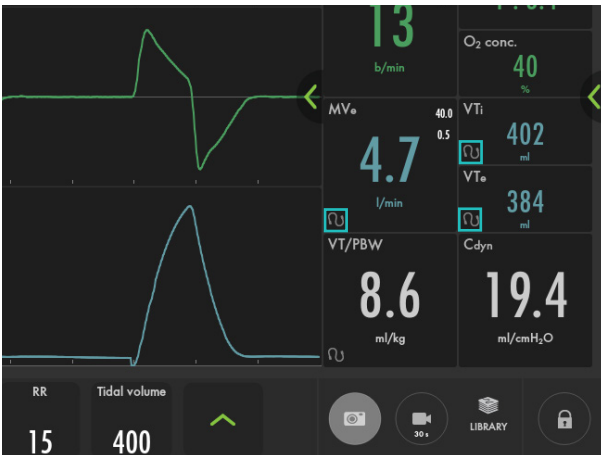 13
b/min
O₂ conc.
40
%
MVe
40.0
0.5
4.7
l/min
VTi
402
ml
VTe
384
ml
VT/PBW
8.6
ml/kg
Cdyn
19.4
ml/cmH₂O
RR
15
Tidal volume
400
30 s
LIBRARY